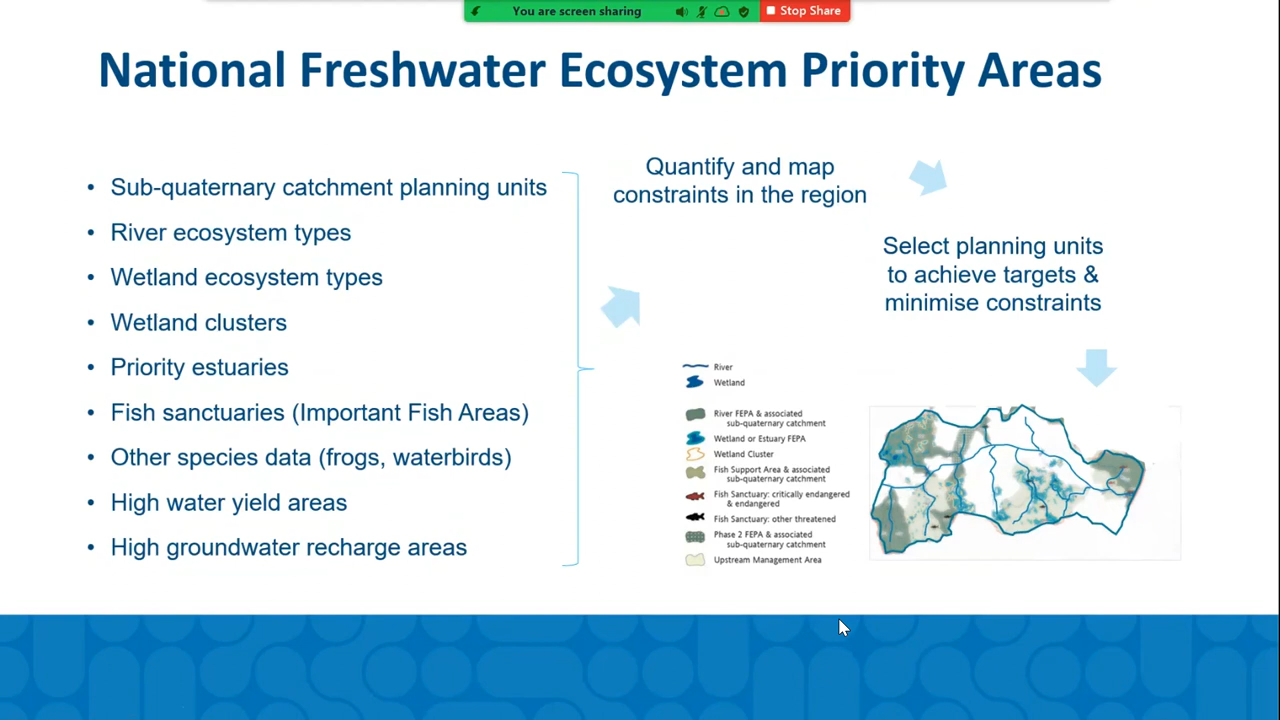 You are screen sharing
Stop Share
National Freshwater Ecosystem Priority Areas
• Sub-quaternary catchment planning units
• River ecosystem types
• Wetland ecosystem types
• Wetland clusters
• Priority estuaries
• Fish sanctuaries (Important Fish Areas)
• Other species data (frogs, waterbirds)
• High water yield areas
• High groundwater recharge areas
Quantify and map
constraints in the region
Select planning units
to achieve targets &
minimise constraints
River
Wetland
River FEPA & associated
sub-quaternary catchment
Wetland or Estuary FEPA
Wetland Cluster
Fish Support Area & associated
sub-quaternary catchment
Fish Sanctuary: critically endangered
& endangered
Fish Sanctuary: other threatened
Phase 2 FEPA & associated
sub-quaternary catchment
Upstream Management Area